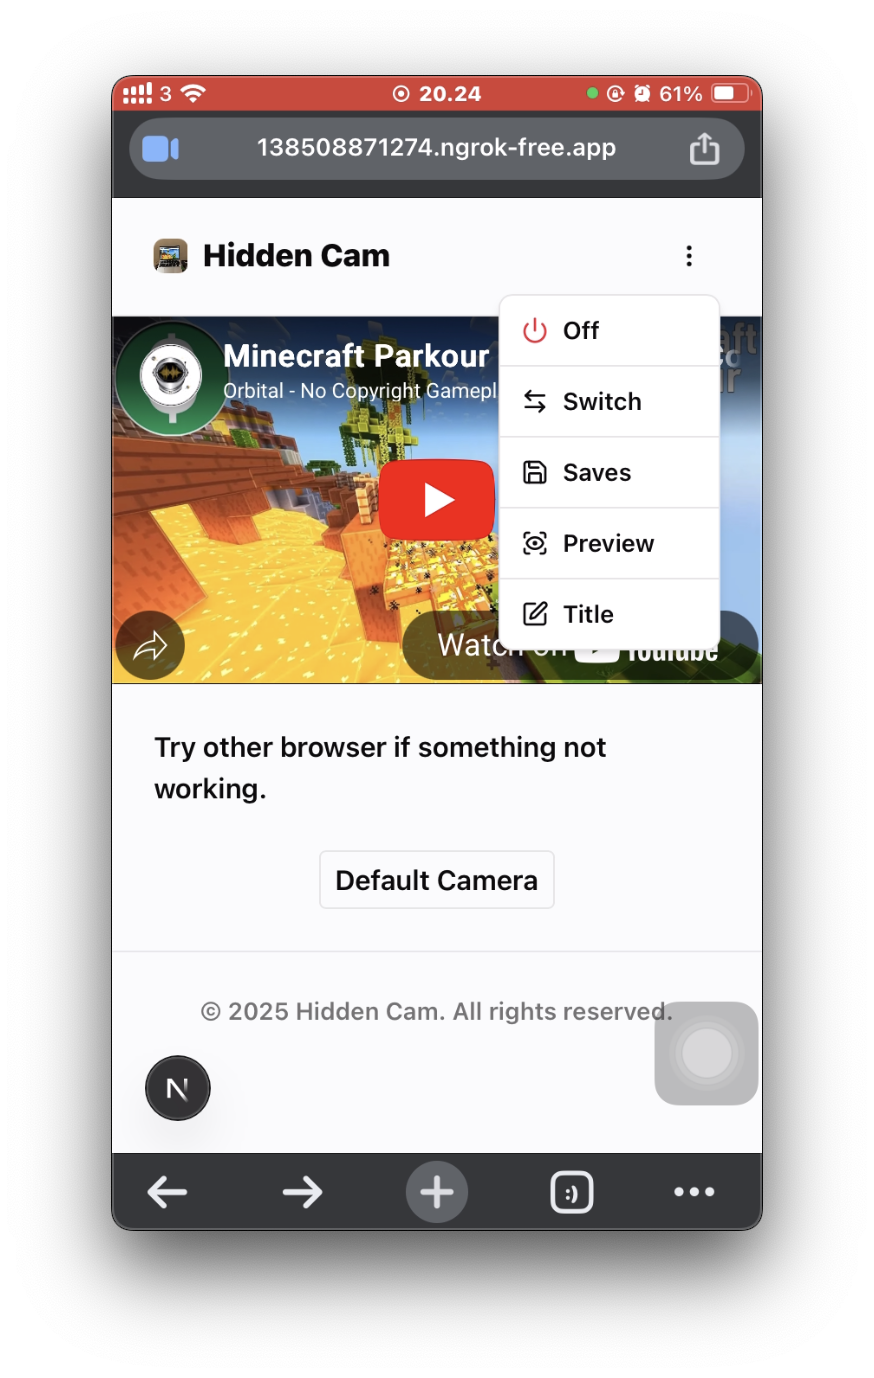 3 20.24 61%
138508871274.ngrok-free.app
Hidden Cam
Off
Minecraft Parkour
Orbital - No Copyright Gamepl
Switch
Saves
Preview
Title
Watch on YouTube
Try other browser if something not
working.
Default Camera
© 2025 Hidden Cam. All rights reserved.
N
:)